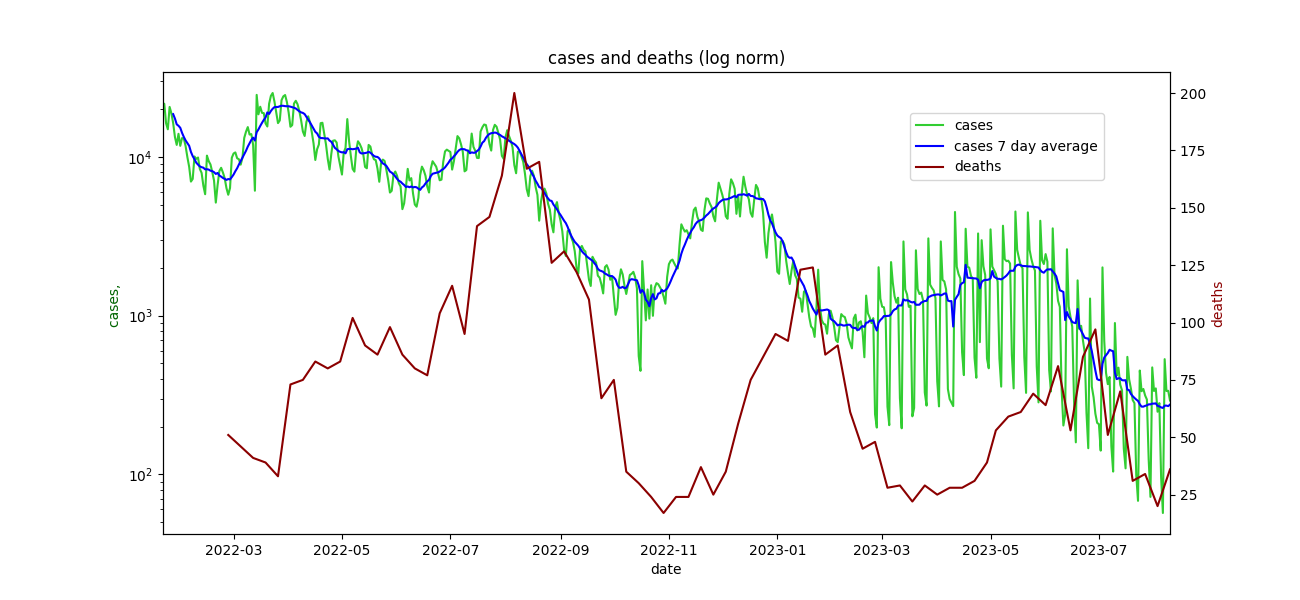 cases and deaths (log norm)
cases
cases 7 day average
deaths
10^4
10^3
10^2
cases,
200
175
150
125
100
75
50
25
deaths
2022-03 2022-05 2022-07 2022-09 2022-11 2023-01 2023-03 2023-05 2023-07
date